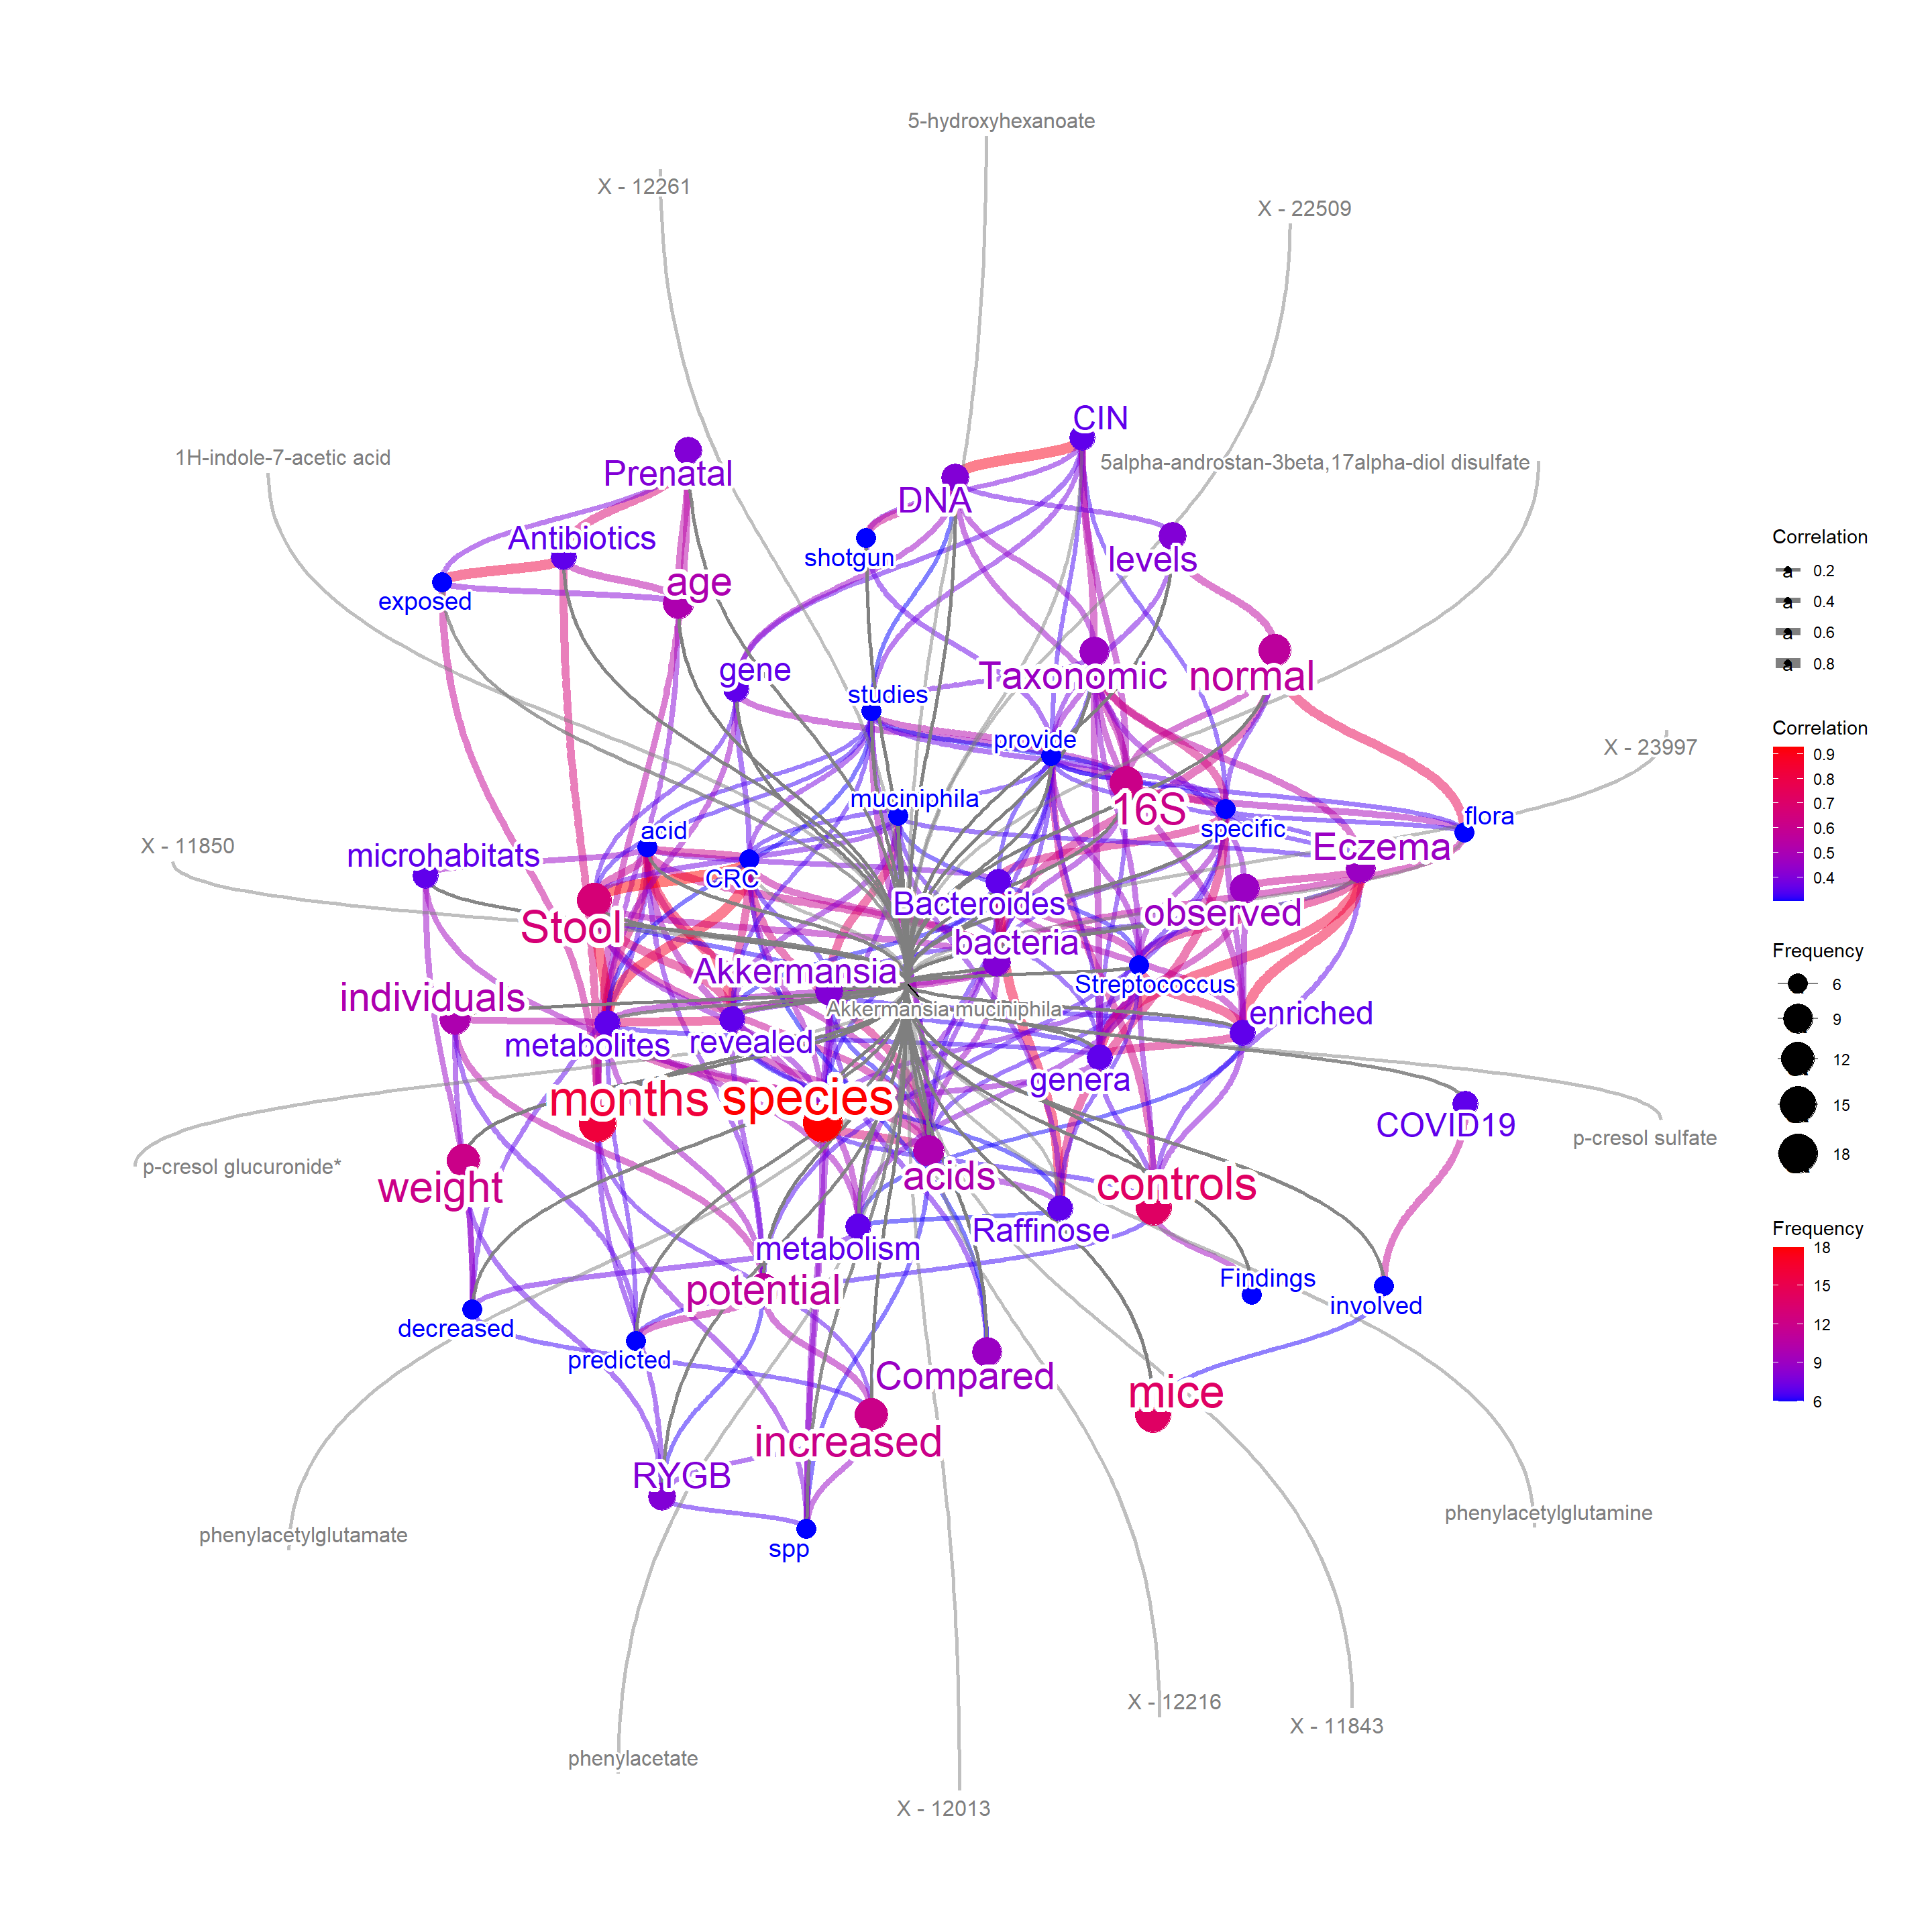 5-hydroxyhexanoate
X - 12261
X - 22509
CIN
1H-indole-7-acetic acid
5alpha-androstan-3beta,17alpha-diol disulfate
Prenatal
DNA
Antibiotics
shotgun
levels
age
exposed
gene
studies
Taxonomic
normal
provide
X - 23997
muciniphila
16S
specific
flora
acid
X - 11850
microhabitats
CRC
Eczema
Stool
Bacteroides
observed
bacteria
Akkermansia
Streptococcus
individuals
Akkermansia muciniphila
enriched
metabolites
revealed
genera
months
species
COVID19
p-cresol sulfate
p-cresol glucuronide*
weight
acids
controls
Raffinose
metabolism
potential
Findings
involved
decreased
predicted
Compared
mice
increased
RYGB
phenylacetylglutamine
phenylacetylglutamate
spp
X - 12216
X - 11843
phenylacetate
X - 12013
Correlation
a 0.2
a 0.4
a 0.6
a 0.8
Correlation
0.9
0.8
0.7
0.6
0.5
0.4
Frequency
6
9
12
15
18
Frequency
18
15
12
9
6